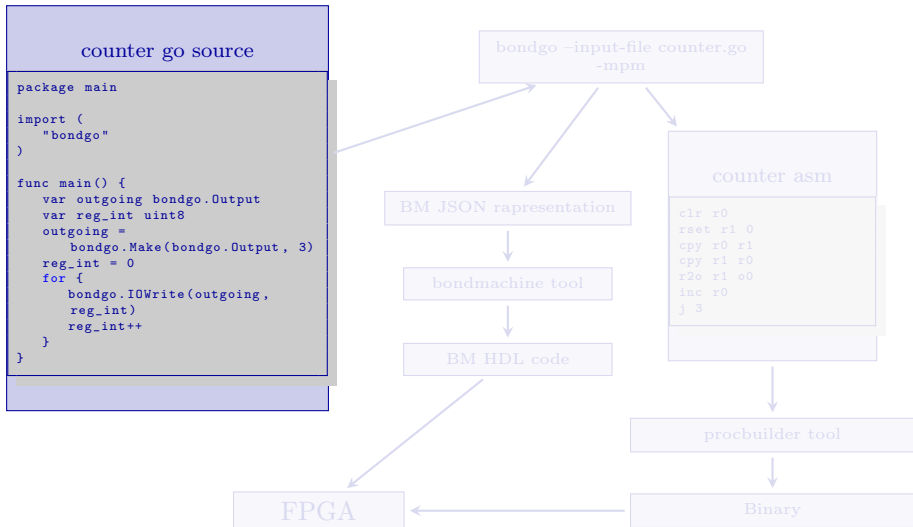 counter go source
package main
import (
"bondgo"
)
func main() {
var outgoing bondgo.Output
var reg_int uint8
outgoing =
bondgo.Make(bondgo.Output, 3)
reg_int = 0
for {
bondgo.IOWrite(outgoing,
reg_int)
reg_int++
}
}
bondgo –input-file counter.go
-mpm
BM JSON rapresentation
bondmachine tool
BM HDL code
FPGA
counter asm
clr r0
rset r1 0
cpy r0 r1
cpy r1 r0
r2o r1 o0
inc r0
j 3
procbuilder tool
Binary